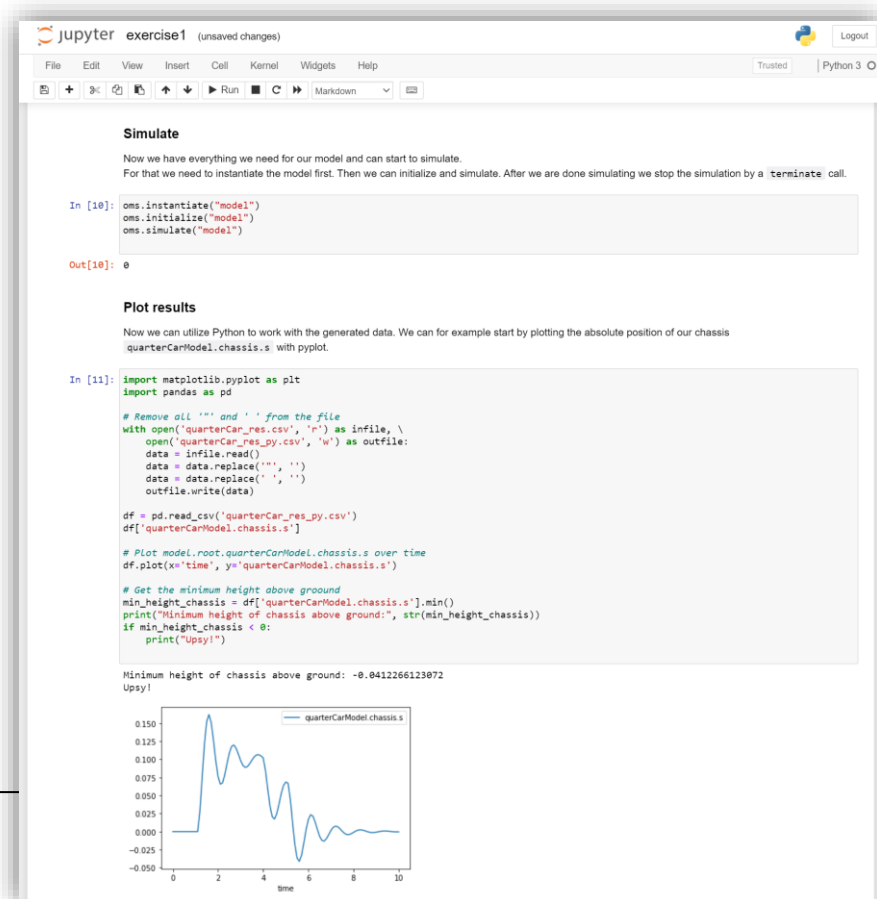 jupyter exercise1 (unsaved changes)
Logout
File Edit View Insert Cell Kernel Widgets Help
Trusted
Python 3
Run
Markdown
Simulate
Now we have everything we need for our model and can start to simulate.
For that we need to instantiate the model first. Then we can initialize and simulate. After we are done simulating we stop the simulation by a terminate call.
In [10]: oms.instantiate("model")
oms.initialize("model")
oms.simulate("model")
Out[10]: 0
Plot results
Now we can utilize Python to work with the generated data. We can for example start by plotting the absolute position of our chassis
quarterCarModel.chassis.s with pyplot.
In [11]: import matplotlib.pyplot as plt
import pandas as pd
# Remove all '"' and ' ' from the file
with open('quarterCar_res.csv', 'r') as infile, \
open('quarterCar_res_py.csv', 'w') as outfile:
data = infile.read()
data = data.replace('"', '')
data = data.replace(' ', '')
outfile.write(data)
df = pd.read_csv('quarterCar_res_py.csv')
df['quarterCarModel.chassis.s']
# Plot model.root.quarterCarModel.chassis.s over time
df.plot(x='time', y='quarterCarModel.chassis.s')
# Get the minimum height above groound
min_height_chassis = df['quarterCarModel.chassis.s'].min()
print("Minimum height of chassis above ground:", str(min_height_chassis))
if min_height_chassis < 0:
print("Upsy!")
Minimum height of chassis above ground: -0.0412266123072
Upsy!
quarterCarModel.chassis.s
0.150
0.125
0.100
0.075
0.050
0.025
0.000
−0.025
−0.050
0 2 4 6 8 10
time